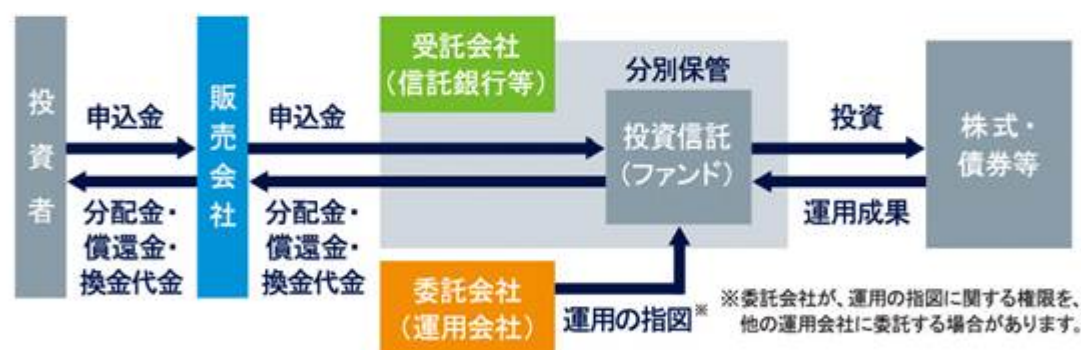 投資者
申込金
分配金・
償還金・
換金代金
販売会社
申込金
分配金・
償還金・
換金代金
受託会社
(信託銀行等)
分別保管
投資信託
(ファンド)
委託会社
(運用会社)
運用の指図※
投資
運用成果
株式・
債券等
※委託会社が、運用の指図に関する権限を、
他の運用会社に委託する場合があります。